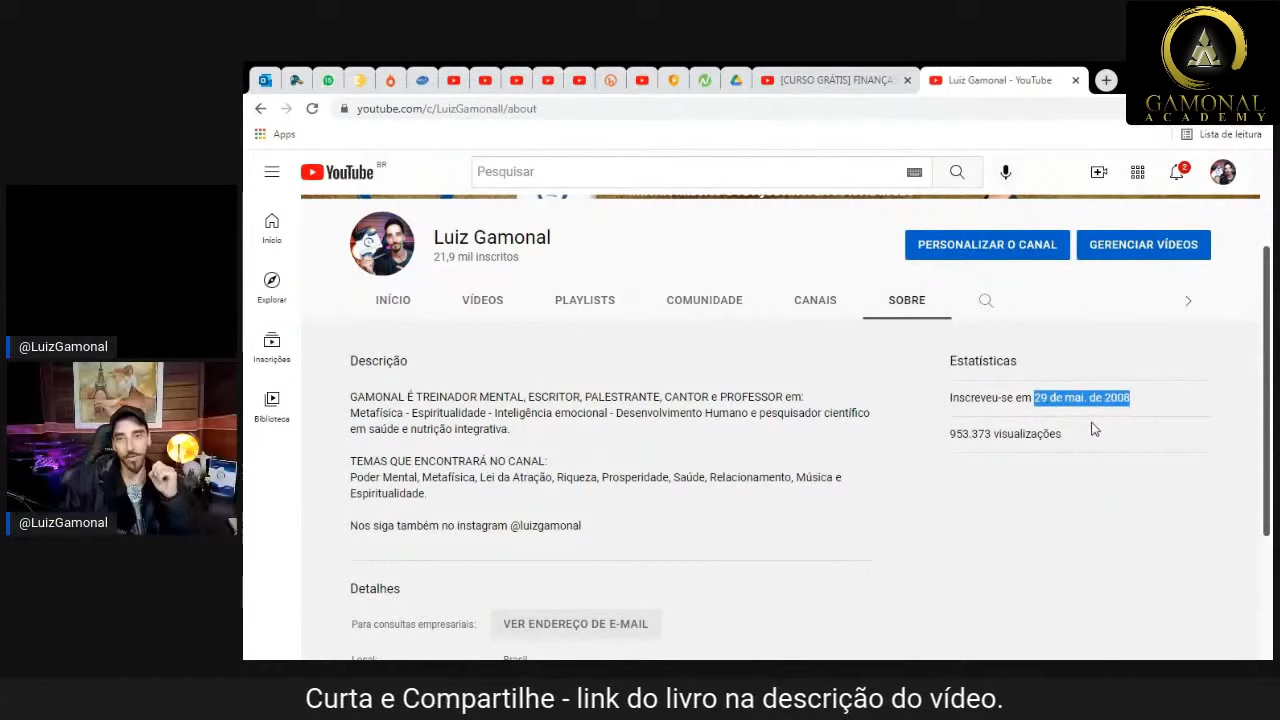 GAMONAL
ACADEMY
[CURSO GRÁTIS] FINANÇA
Luiz Gamonal - YouTube
youtube.com/c/LuizGamonall/about
Apps
Lista de leitura
YouTube BR
Pesquisar
2
Início
Explorar
Inscrições
Biblioteca
Luiz Gamonal
21,9 mil inscritos
PERSONALIZAR O CANAL
GERENCIAR VÍDEOS
INÍCIO
VÍDEOS
PLAYLISTS
COMUNIDADE
CANAIS
SOBRE
@LuizGamonal
@LuizGamonal
Descrição
GAMONAL É TREINADOR MENTAL, ESCRITOR, PALESTRANTE, CANTOR e PROFESSOR em:
Metafísica - Espiritualidade - Inteligência emocional - Desenvolvimento Humano e pesquisador científico
em saúde e nutrição integrativa.
TEMAS QUE ENCONTRARÁ NO CANAL:
Poder Mental, Metafísica, Lei da Atração, Riqueza, Prosperidade, Saúde, Relacionamento, Música e
Espiritualidade.
Nos siga também no instagram @luizgamonal
Estatísticas
Inscreveu-se em 29 de mai. de 2008
953.373 visualizações
Detalhes
Para consultas empresariais:
VER ENDEREÇO DE E-MAIL
Local:
Brasil
Curta e Compartilhe - link do livro na descrição do vídeo.